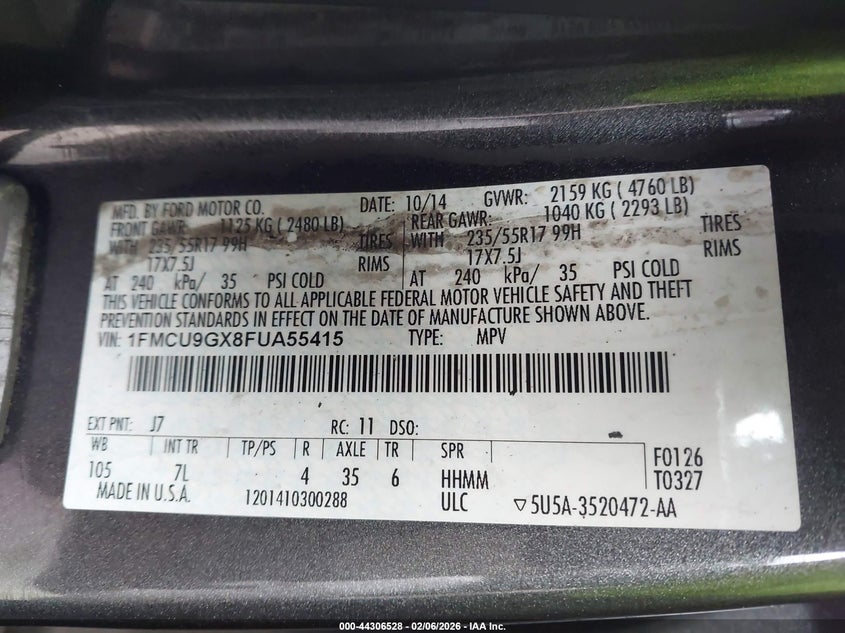 MFD. BY FORD MOTOR CO. DATE: 10/14 GVWR: 2159 KG ( 4760 LB)
FRONT GAWR: 1125 KG ( 2480 LB) REAR GAWR: 1040 KG ( 2293 LB)
WITH 235/55R17 99H TIRES WITH 235/55R17 99H TIRES
17X7.5J RIMS 17X7.5J RIMS
AT 240 kPa/ 35 PSI COLD AT 240 kPa/ 35 PSI COLD
THIS VEHICLE CONFORMS TO ALL APPLICABLE FEDERAL MOTOR VEHICLE SAFETY AND THEFT
PREVENTION STANDARDS IN EFFECT ON THE DATE OF MANUFACTURE SHOWN ABOVE.
VIN: 1FMCU9GX8FUA55415 TYPE: MPV
EXT PNT: J7 RC: 11 DSO:
WB INT TR TP/PS R AXLE TR SPR F0126
105 7L 4 35 6 HHMM T0327
MADE IN U.S.A. 1201410300288 ULC ▽5U5A-3520472-AA
000-44306528 - 02/06/2026 - IAA Inc.